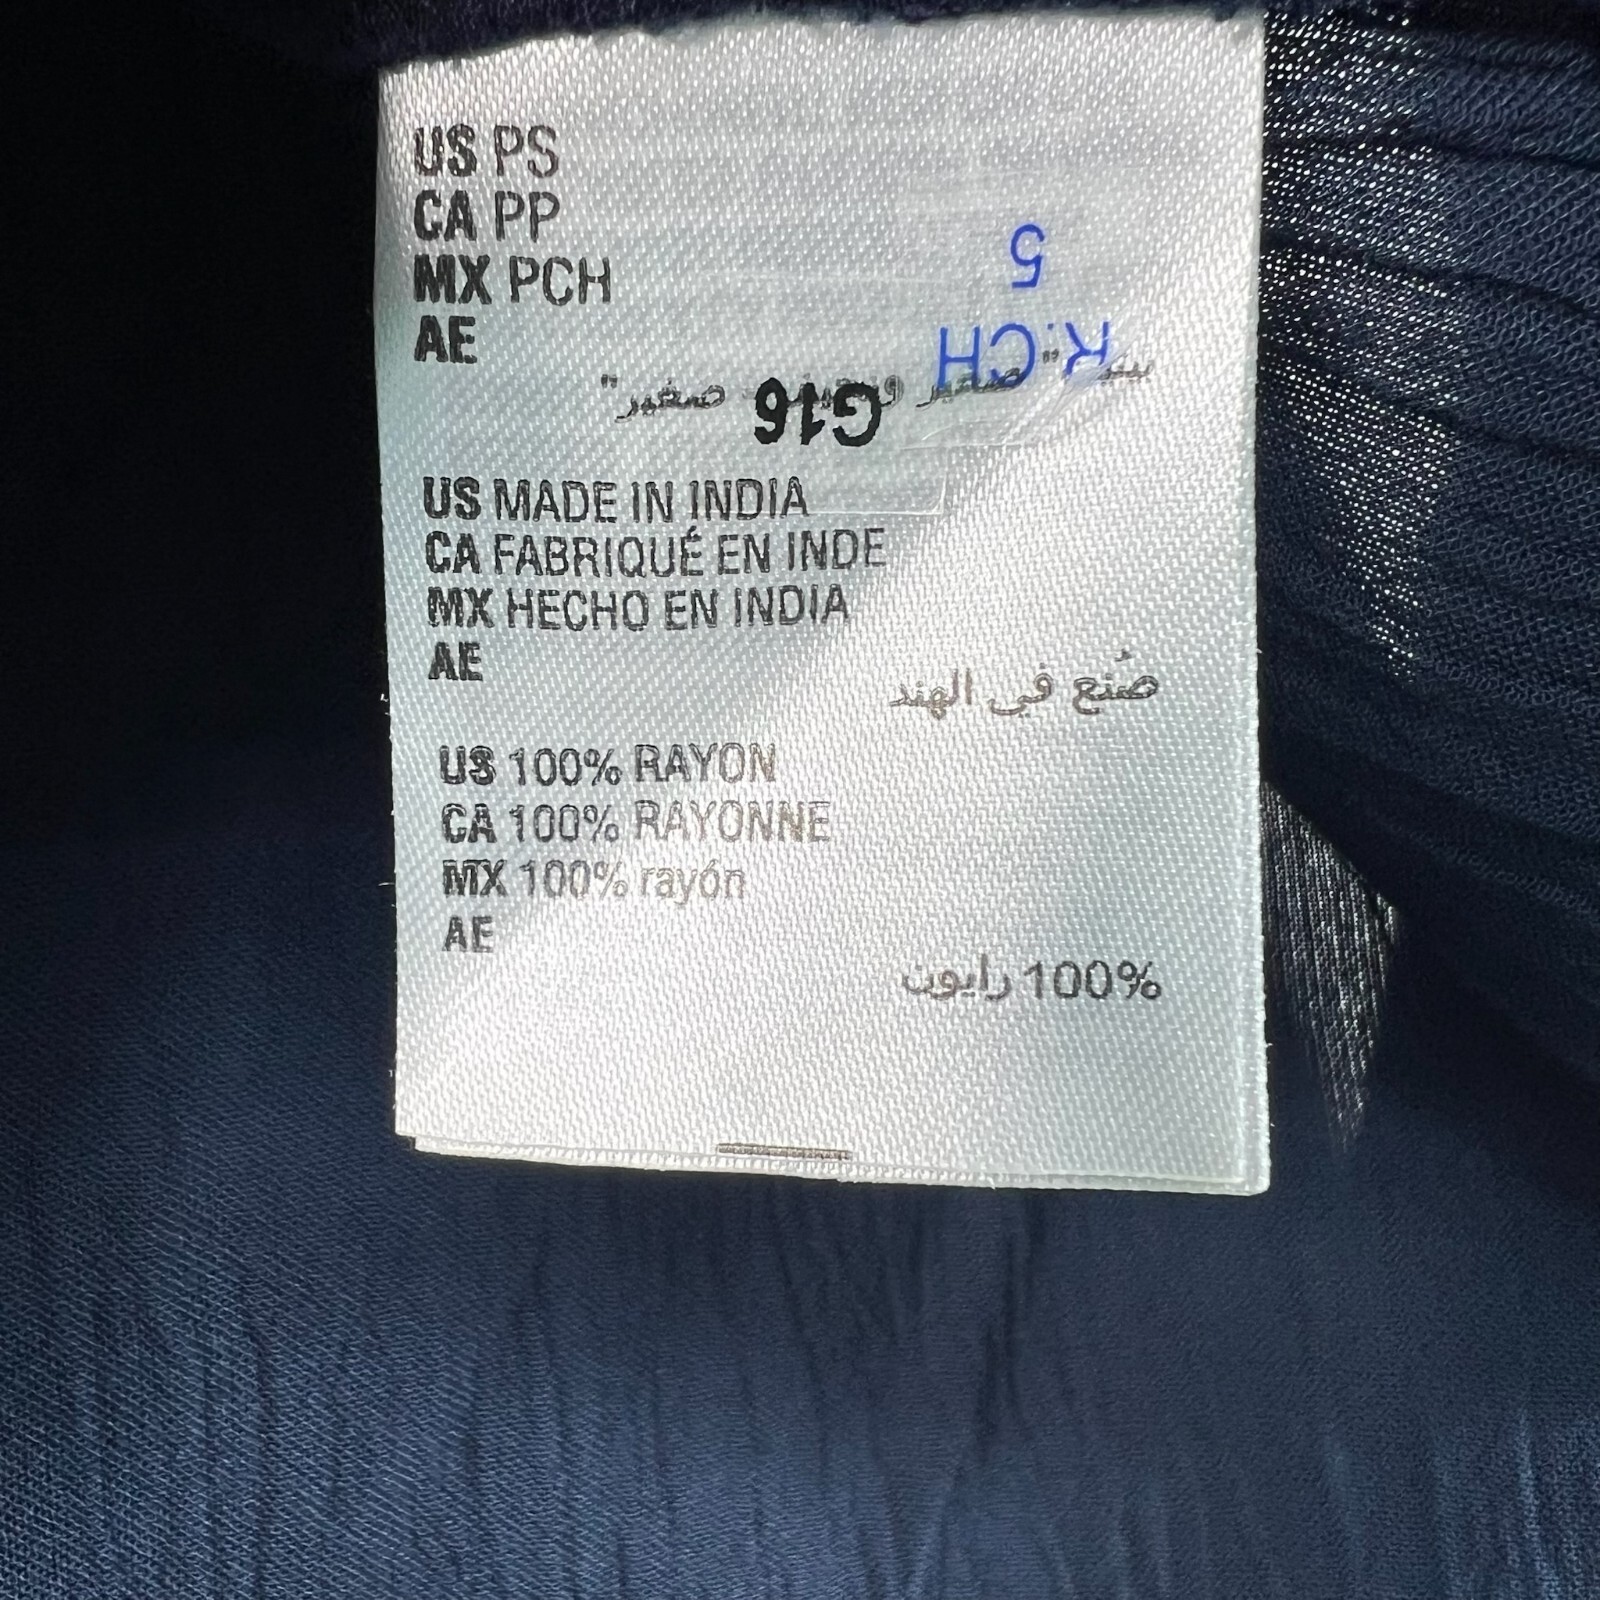 US PS
CA PP
MX PCH
AE
5
R.CH
صغير"
G16
US MADE IN INDIA
CA FABRIQUÉ EN INDE
MX HECHO EN INDIA
AE
صُنع في الهند
US 100% RAYON
CA 100% RAYONNE
MX 100% rayón
AE
100% رايون